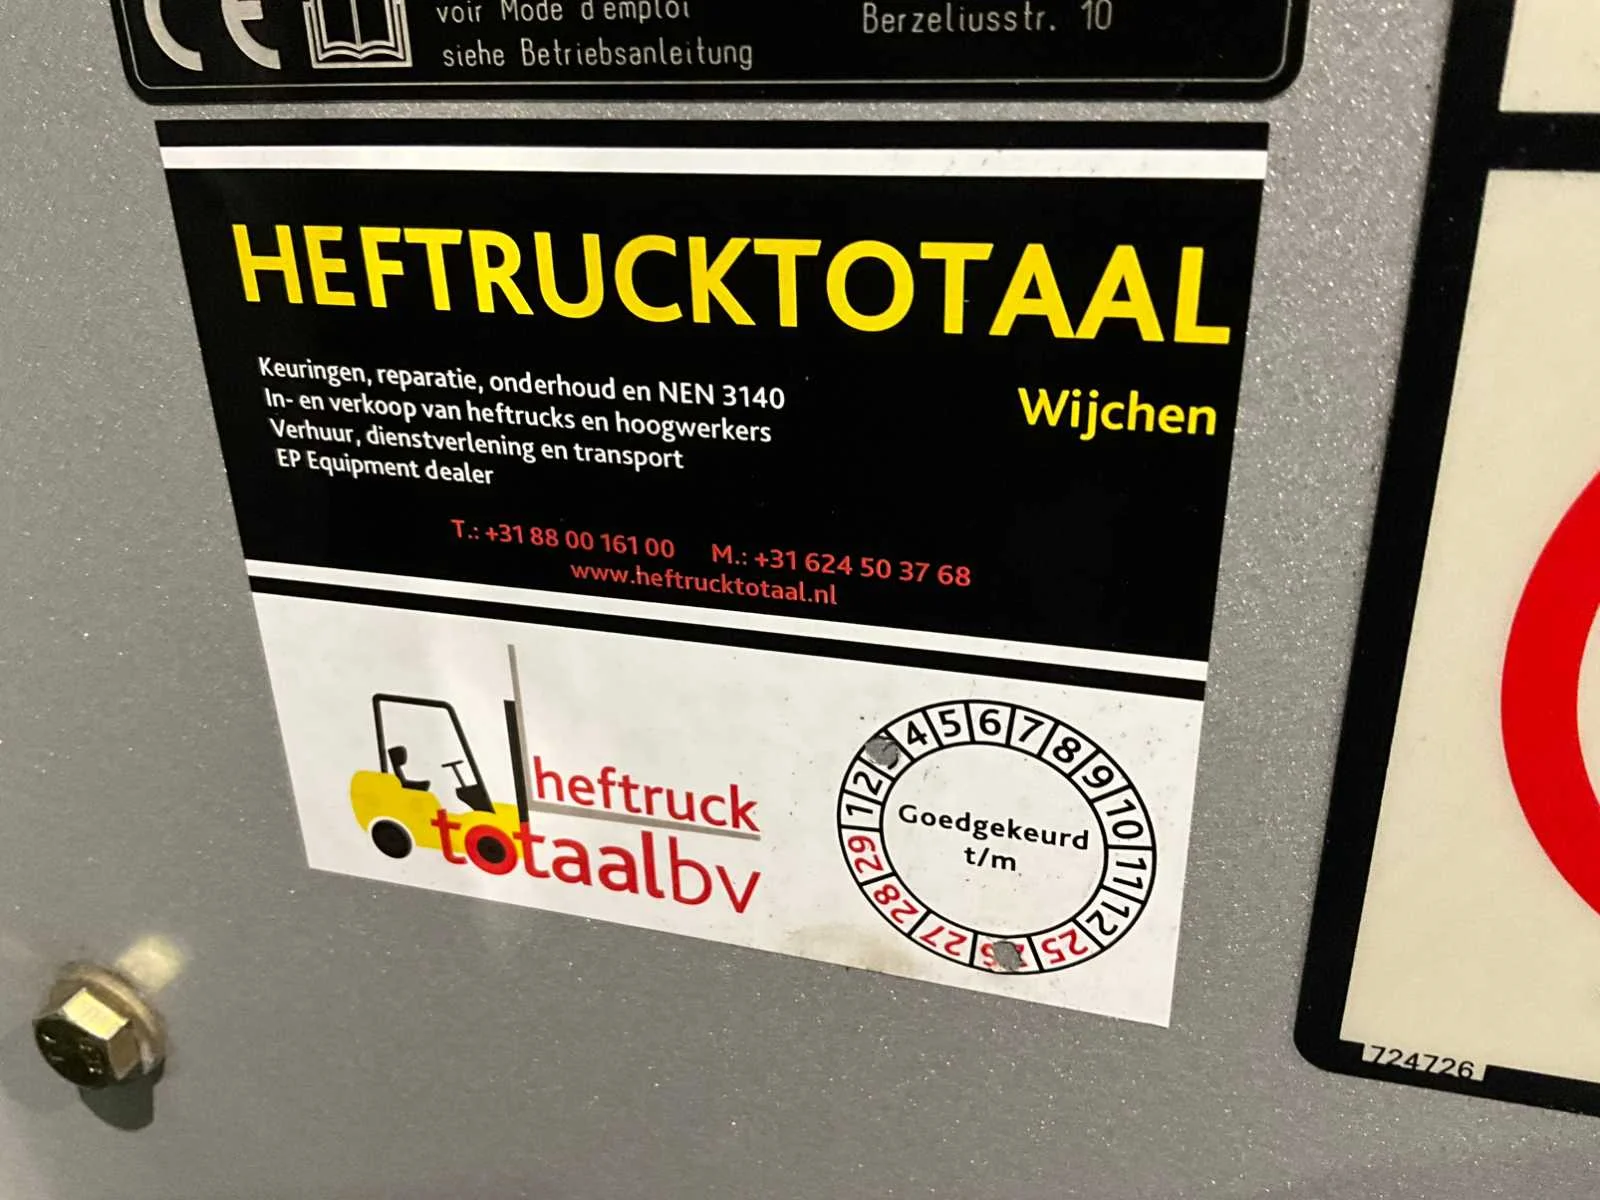 CE voir Mode d'emploi
siehe Betriebsanleitung
Berzeliusstr. 10
HEFTRUCKTOTAAL
Wijchen
Keuringen, reparatie, onderhoud en NEN 3140
In- en verkoop van heftrucks en hoogwerkers
Verhuur, dienstverlening en transport
EP Equipment dealer
T.: +31 88 00 161 00 M.: +31 624 50 37 68
www.heftrucktotaal.nl
heftruck
totaalbv
1 2 3 4 5 6 7 8 9 10 11 12 25 26 27 28 29
Goedgekeurd
t/m
724726